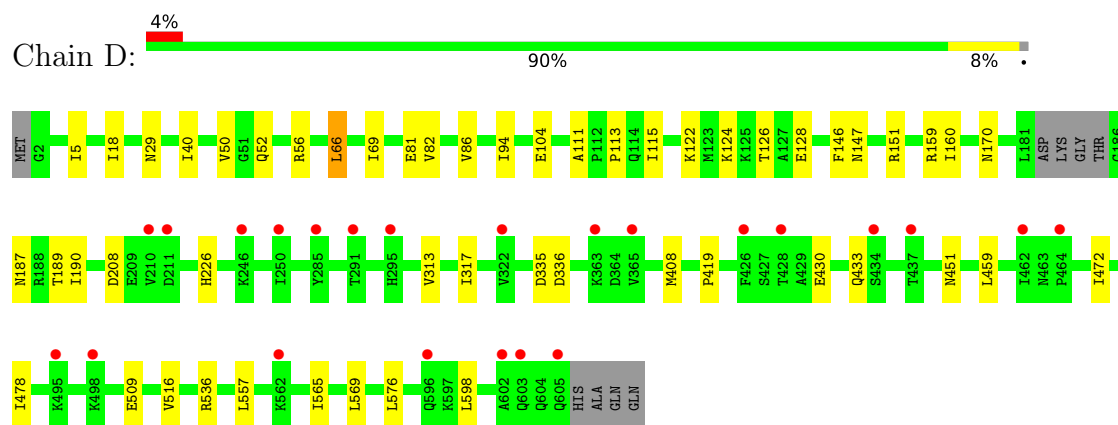 4%
Chain D:
90% 8% •
MET G2 I5 I18 N29 I40 V50 G51 Q52 R56 L66 I69 E81 V82 V86 I94 E104 A111 P112 P113 Q114 I115 K122 M123 K124 K125 T126 A127 E128 F146 N147 R151 R159 I160 N170 L181 ASP LYS GLY THR G186
N187 R188 T189 I190 D208 E209 V210 D211 H226 K246 I250 Y285 T291 H295 V313 I317 V322 D335 D336 K363 D364 V365 M408 P419 F426 S427 T428 A429 E430 Q433 S434 T437 N451 L459 I462 N463 P464 I472
I478 K495 K498 E509 V516 R536 L557 K562 I565 L569 L576 Q596 K597 L598 A602 Q603 Q604 Q605 HIS ALA GLN GLN